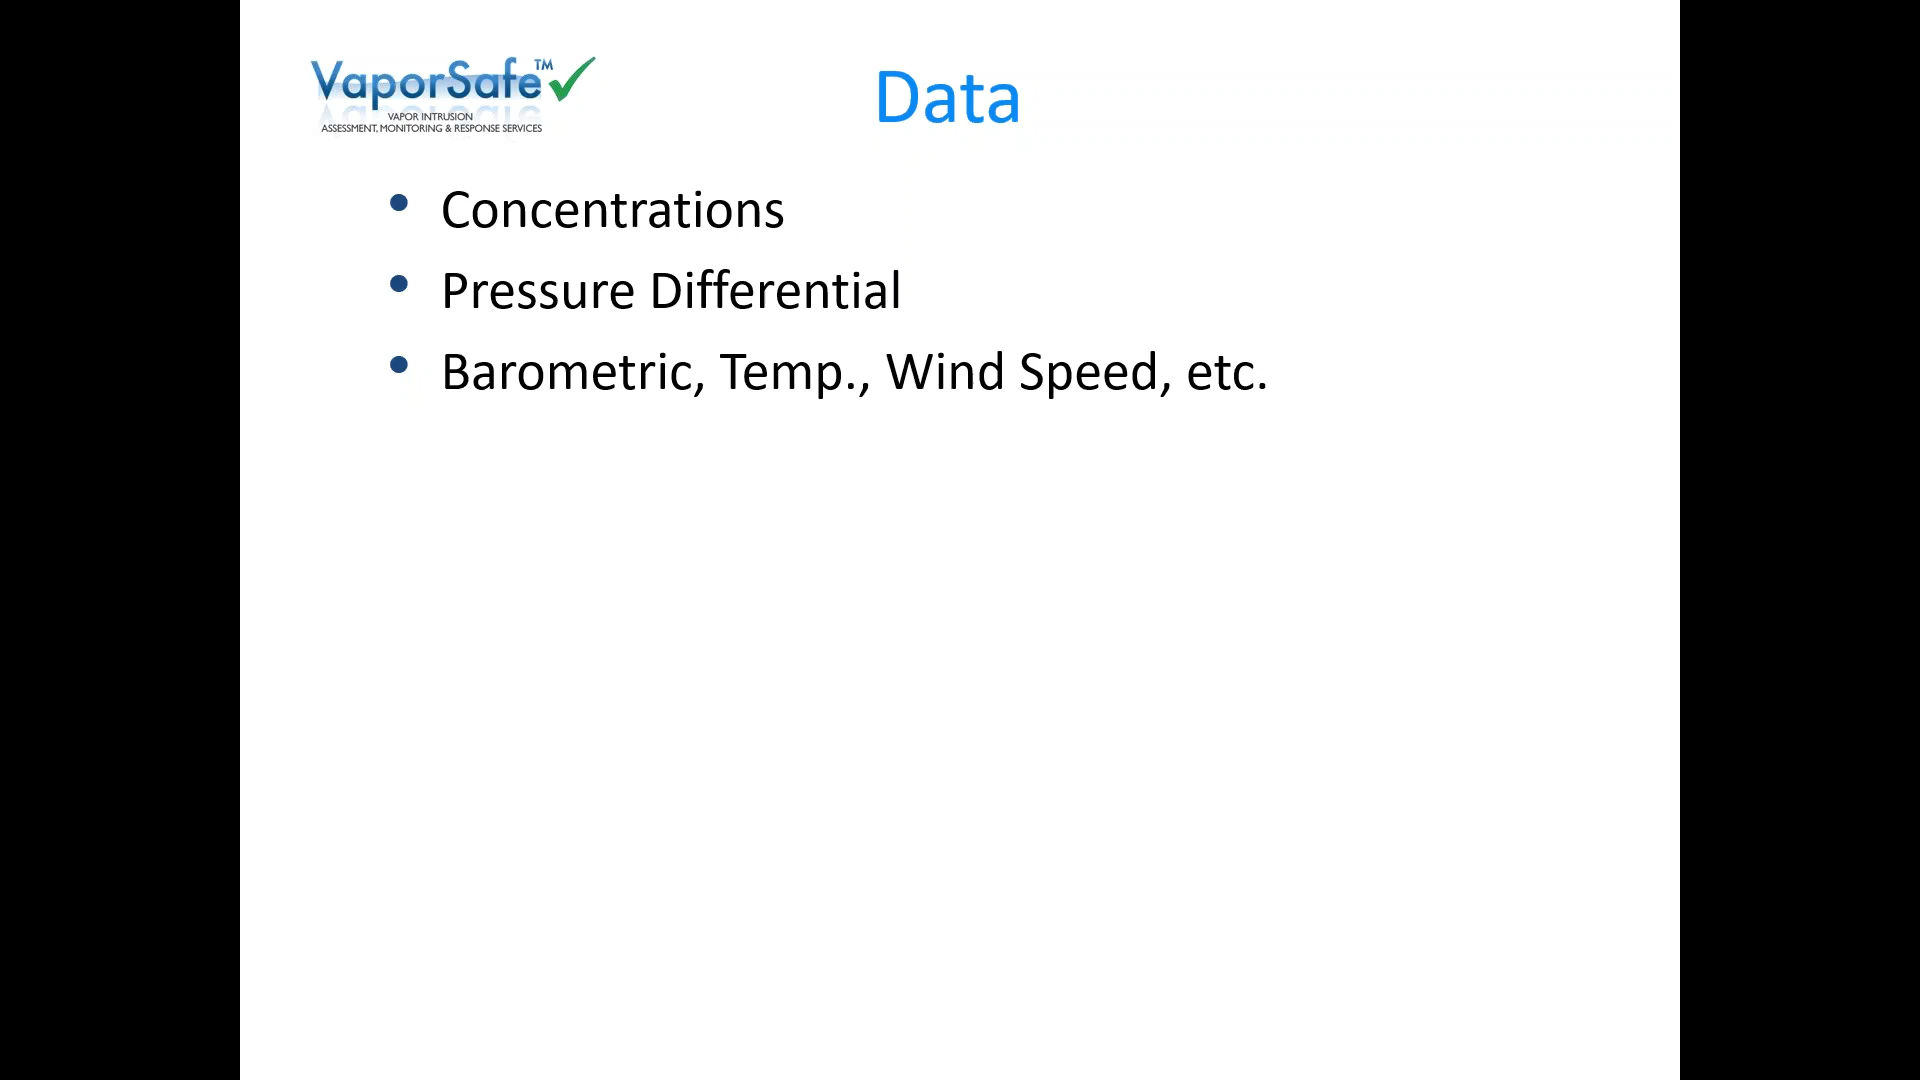 VaporSafe™
VAPOR INTRUSION
ASSESSMENT, MONITORING & RESPONSE SERVICES
Data
• Concentrations
• Pressure Differential
• Barometric, Temp., Wind Speed, etc.